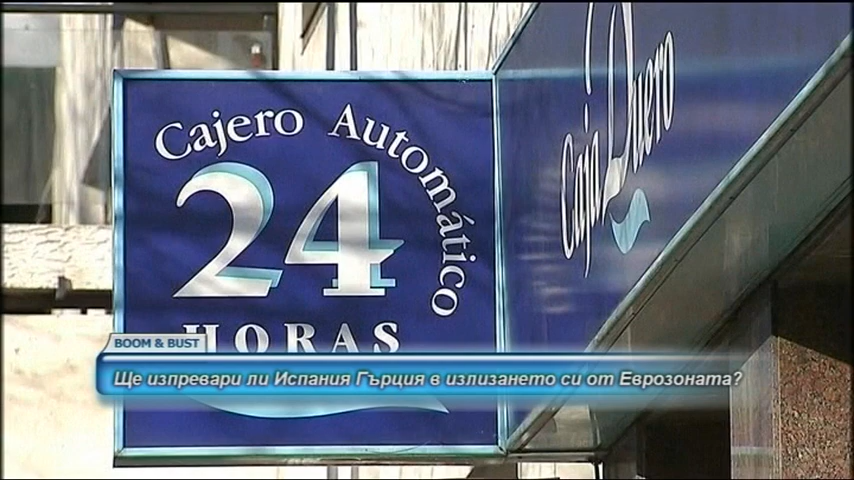 Cajero Automático
24
HORAS
Caja Duero
BOOM & BUST
Ще изпревари ли Испания Гърция в излизането си от Еврозоната?